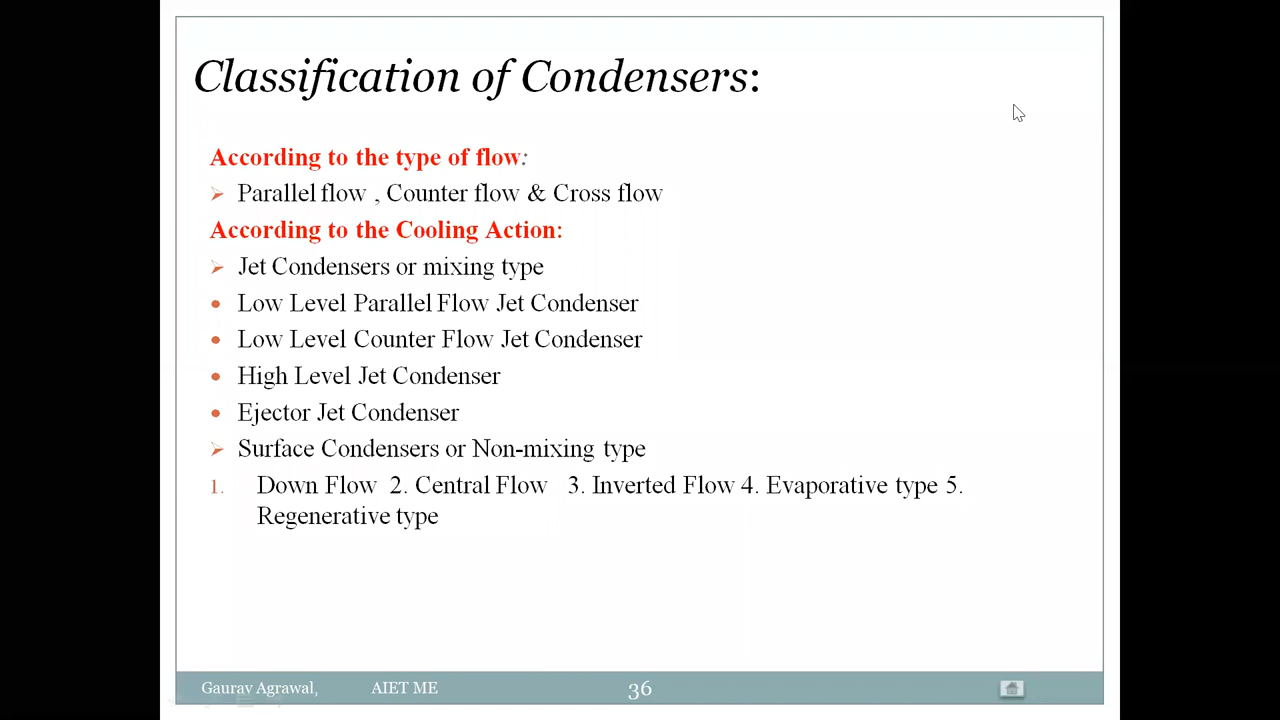 Classification of Condensers:
According to the type of flow:
➢ Parallel flow , Counter flow & Cross flow
According to the Cooling Action:
➢ Jet Condensers or mixing type
• Low Level Parallel Flow Jet Condenser
• Low Level Counter Flow Jet Condenser
• High Level Jet Condenser
• Ejector Jet Condenser
➢ Surface Condensers or Non-mixing type
1. Down Flow 2. Central Flow 3. Inverted Flow 4. Evaporative type 5.
Regenerative type
Gaurav Agrawal, AIET ME 36